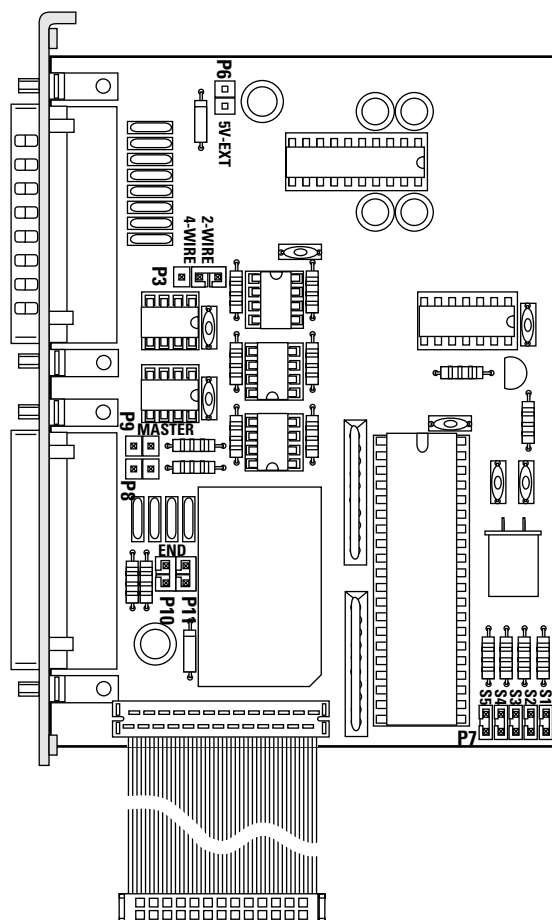 P6
5V-EXT
2-WIRE
4-WIRE
P3
P9
MASTER
P8
END
P10
P11
S5
S4
S3
S2
S1
P7